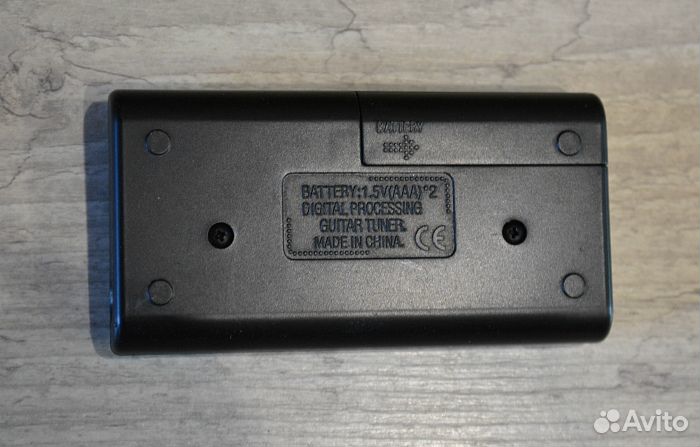 BATTERY
BATTERY:1.5V(AAA)*2
DIGITAL PROCESSING
GUITAR TUNER.
MADE IN CHINA. CE
Avito